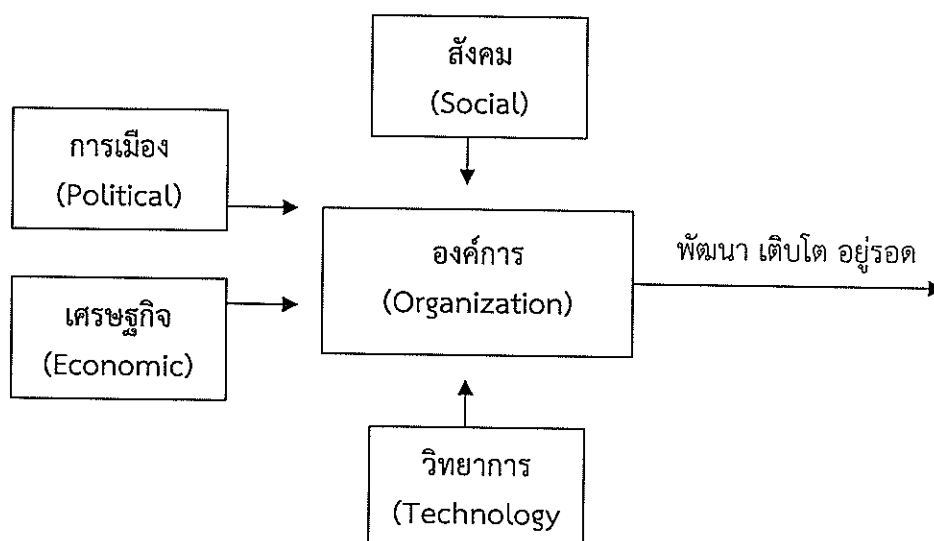 สังคม
(Social)
การเมือง
(Political)
องค์การ
(Organization)
พัฒนา เติบโต อยู่รอด
เศรษฐกิจ
(Economic)
วิทยาการ
(Technology